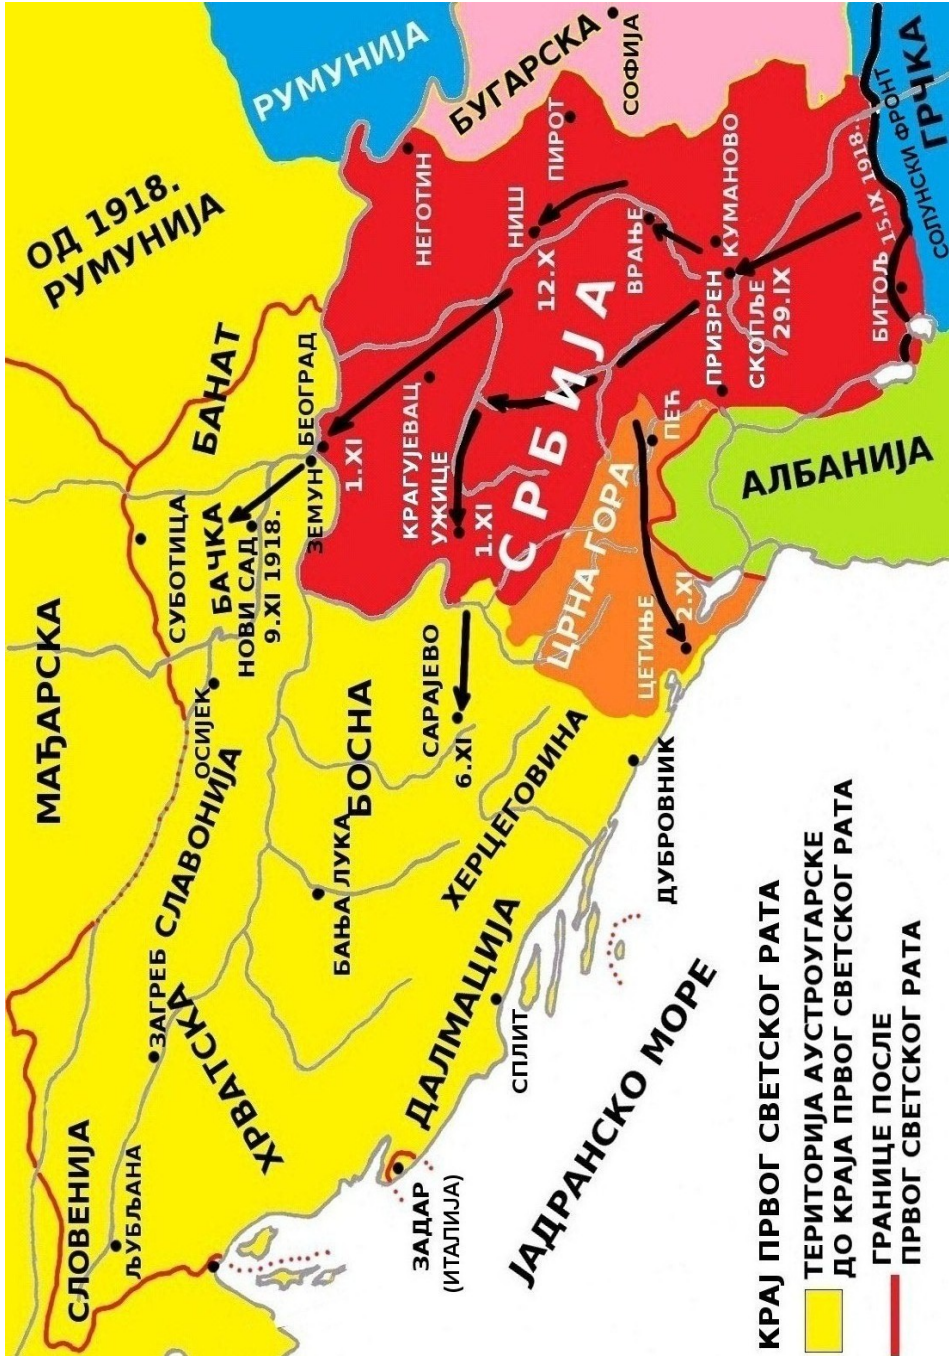 МАЂАРСКА
ОД 1918.
РУМУНИЈА
РУМУНИЈА
СЛОВЕНИЈА
ЉУБЉАНА
ЗАГРЕБ
ХРВАТСКА
СЛАВОНИЈА
ОСИЈЕК
СУБОТИЦА
БАЧКА
НОВИ САД
9.XI 1918.
БАНАТ
ЗЕМУН
БЕОГРАД
1.XI
БАЊА ЛУКА
БОСНА
САРАЈЕВО
6.XI
ХЕРЦЕГОВИНА
ДАЛМАЦИЈА
ЗАДАР
(ИТАЛИЈА)
СПЛИТ
ДУБРОВНИК
ЈАДРАНСКО МОРЕ
КРАГУЈЕВАЦ
УЖИЦЕ
1.XI
СРБИЈА
НЕГОТИН
НИШ
12.X
ПИРОТ
ВРАЊЕ
КУМАНОВО
ПРИЗРЕН
СКОПЉЕ
29.IX
ПЕЋ
ЦРНА ГОРА
ЦЕТИЊЕ
2.XI
АЛБАНИЈА
БУГАРСКА
СОФИЈА
БИТОЉ
15.IX 1918.
СОЛУНСКИ ФРОНТ
ГРЧКА
КРАЈ ПРВОГ СВЕТСКОГ РАТА
ТЕРИТОРИЈА АУСТРОУГАРСКЕ
ДО КРАЈА ПРВОГ СВЕТСКОГ РАТА
ГРАНИЦЕ ПОСЛЕ
ПРВОГ СВЕТСКОГ РАТА